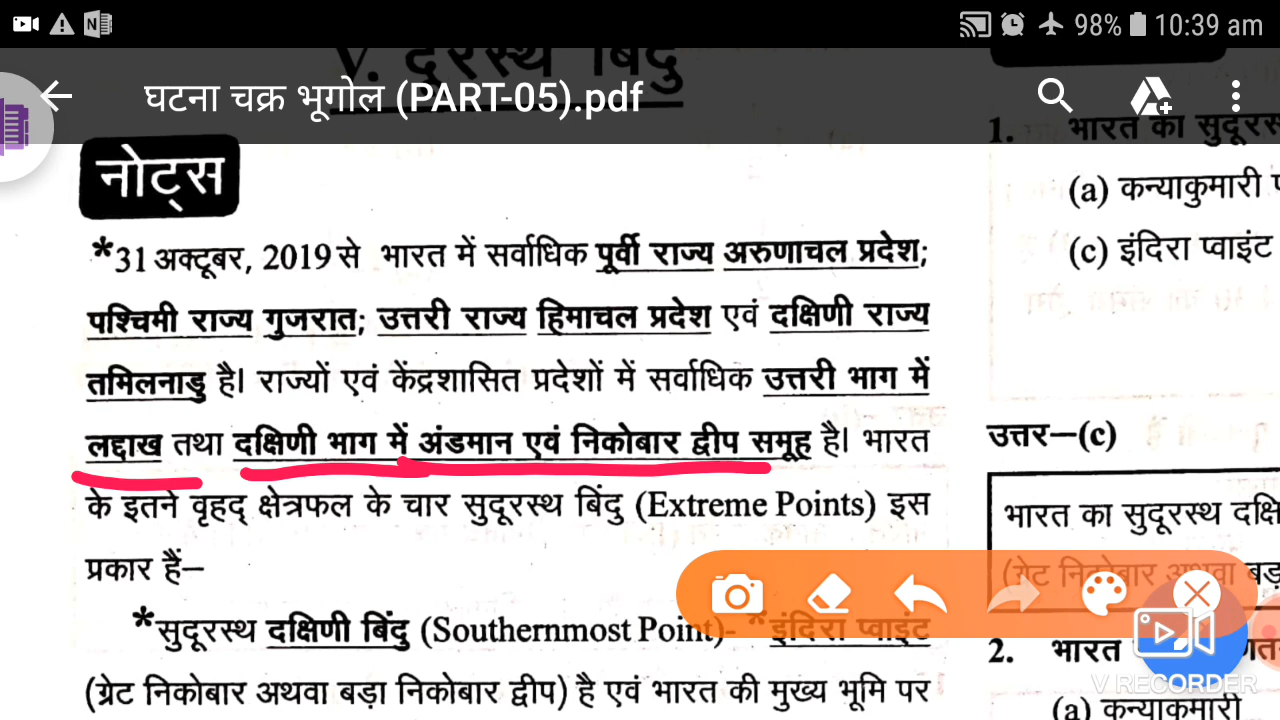 98% 10:39 am
V. दूरस्थ बिंदु
घटना चक्र भूगोल (PART-05).pdf
नोट्स
*31 अक्टूबर, 2019 से भारत में सर्वाधिक पूर्वी राज्य अरुणाचल प्रदेश;
पश्चिमी राज्य गुजरात; उत्तरी राज्य हिमाचल प्रदेश एवं दक्षिणी राज्य
तमिलनाडु है। राज्यों एवं केंद्रशासित प्रदेशों में सर्वाधिक उत्तरी भाग में
लद्दाख तथा दक्षिणी भाग में अंडमान एवं निकोबार द्वीप समूह है। भारत
के इतने वृहद् क्षेत्रफल के चार सुदूरस्थ बिंदु (Extreme Points) इस
प्रकार हैं–
*सुदूरस्थ दक्षिणी बिंदु (Southernmost Point)- *इंदिरा प्वाइंट
(ग्रेट निकोबार अथवा बड़ा निकोबार द्वीप) है एवं भारत की मुख्य भूमि पर
1. भारत का
(a) कन्याकुमारी
(c) इंदिरा प्वाइंट
उत्तर–(c)
भारत का सुदूरस्थ
(ग्रेट निकोबार अथवा
2. भारत
(a) कन्याकुमारी
V RECORDER